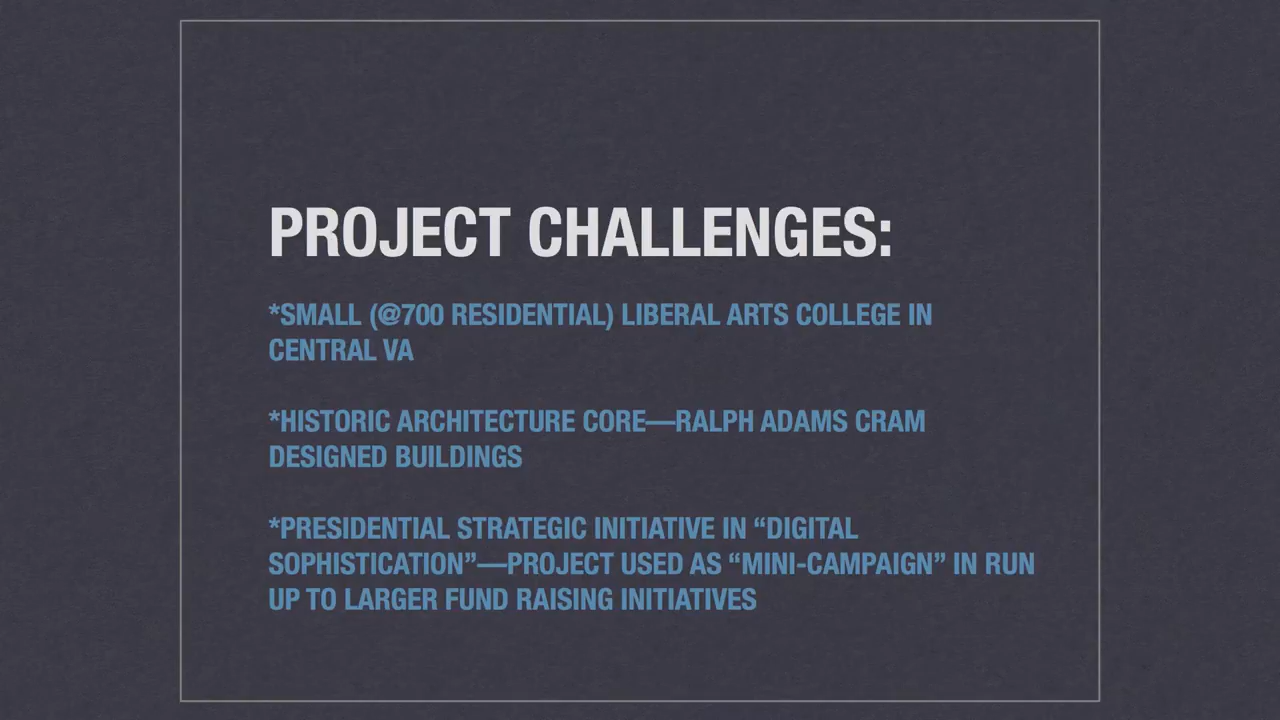 PROJECT CHALLENGES:
*SMALL (@700 RESIDENTIAL) LIBERAL ARTS COLLEGE IN
CENTRAL VA
*HISTORIC ARCHITECTURE CORE—RALPH ADAMS CRAM
DESIGNED BUILDINGS
*PRESIDENTIAL STRATEGIC INITIATIVE IN “DIGITAL
SOPHISTICATION”—PROJECT USED AS “MINI-CAMPAIGN” IN RUN
UP TO LARGER FUND RAISING INITIATIVES